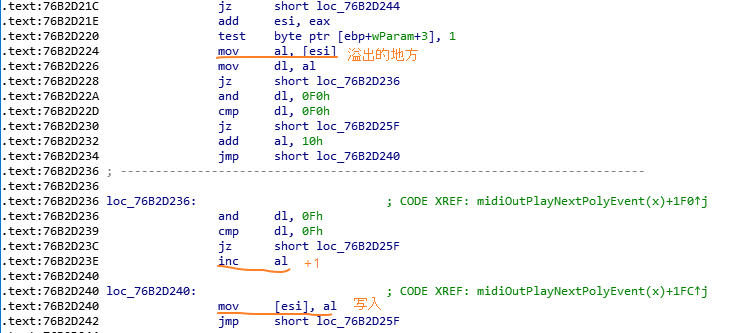 .text:76B2D21C jz short loc_76B2D244
.text:76B2D21E add esi, eax
.text:76B2D220 test byte ptr [ebp+wParam+3], 1
.text:76B2D224 mov al, [esi] 溢出的地方
.text:76B2D226 mov dl, al
.text:76B2D228 jz short loc_76B2D236
.text:76B2D22A and dl, 0F0h
.text:76B2D22D cmp dl, 0F0h
.text:76B2D230 jz short loc_76B2D25F
.text:76B2D232 add al, 10h
.text:76B2D234 jmp short loc_76B2D240
.text:76B2D236 ; ---------------------------------------------------------------------------
.text:76B2D236
.text:76B2D236 loc_76B2D236: ; CODE XREF: midiOutPlayNextPolyEvent(x)+1F0↑j
.text:76B2D236 and dl, 0Fh
.text:76B2D239 cmp dl, 0Fh
.text:76B2D23C jz short loc_76B2D25F
.text:76B2D23E inc al +1
.text:76B2D240
.text:76B2D240 loc_76B2D240: ; CODE XREF: midiOutPlayNextPolyEvent(x)+1FC↑j
.text:76B2D240 mov [esi], al 写入
.text:76B2D242 jmp short loc_76B2D25F